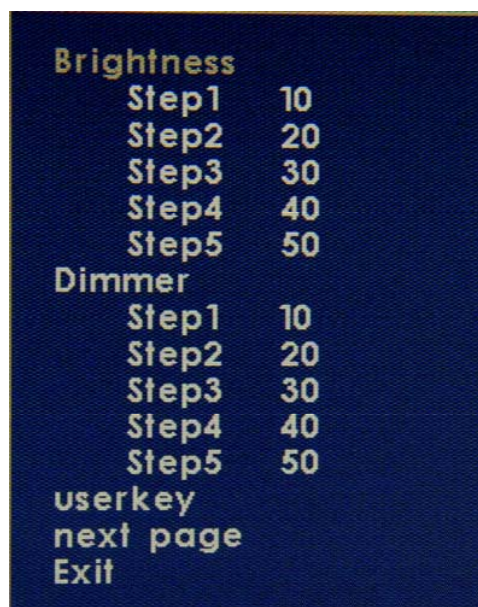 Brightness
Step1 10
Step2 20
Step3 30
Step4 40
Step5 50
Dimmer
Step1 10
Step2 20
Step3 30
Step4 40
Step5 50
userkey
next page
Exit